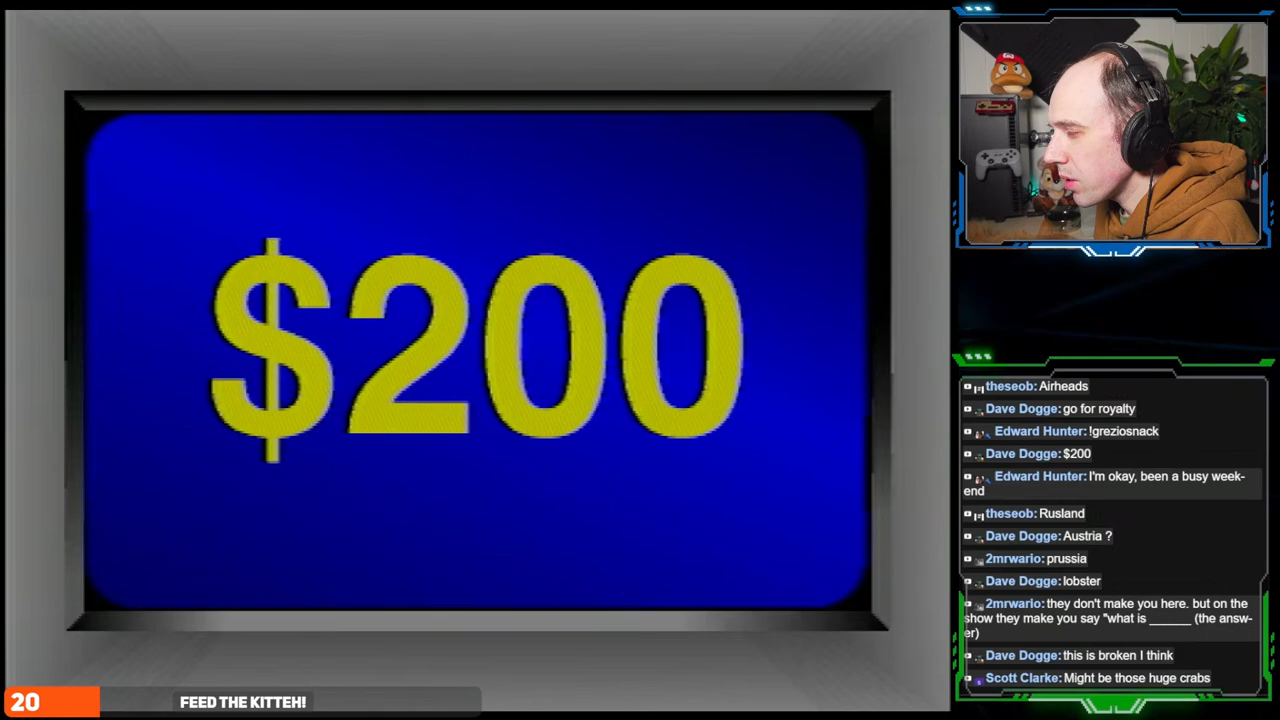 $200
theseob: Airheads
Dave Dogge: go for royalty
Edward Hunter: !greziosnack
Dave Dogge: $200
Edward Hunter: I'm okay, been a busy week-
end
theseob: Rusland
Dave Dogge: Austria ?
2mrwario: prussia
Dave Dogge: lobster
2mrwario: they don't make you here. but on the
show they make you say "what is ______ (the answ-
er)
Dave Dogge: this is broken I think
Scott Clarke: Might be those huge crabs
20
FEED THE KITTEH!